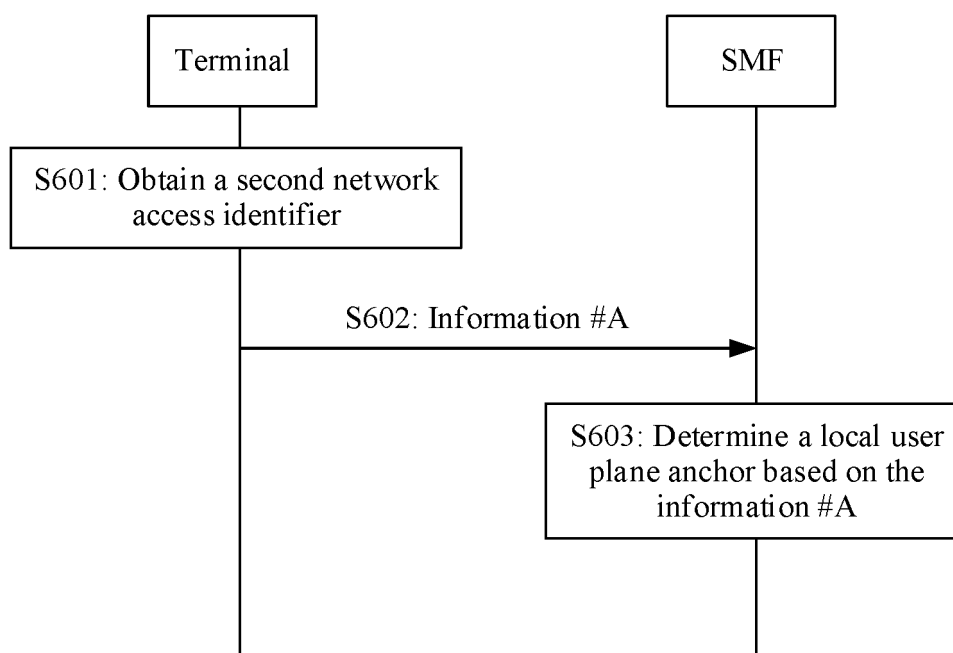 Terminal
SMF
S601: Obtain a second network
access identifier
S602: Information #A
S603: Determine a local user
plane anchor based on the
information #A